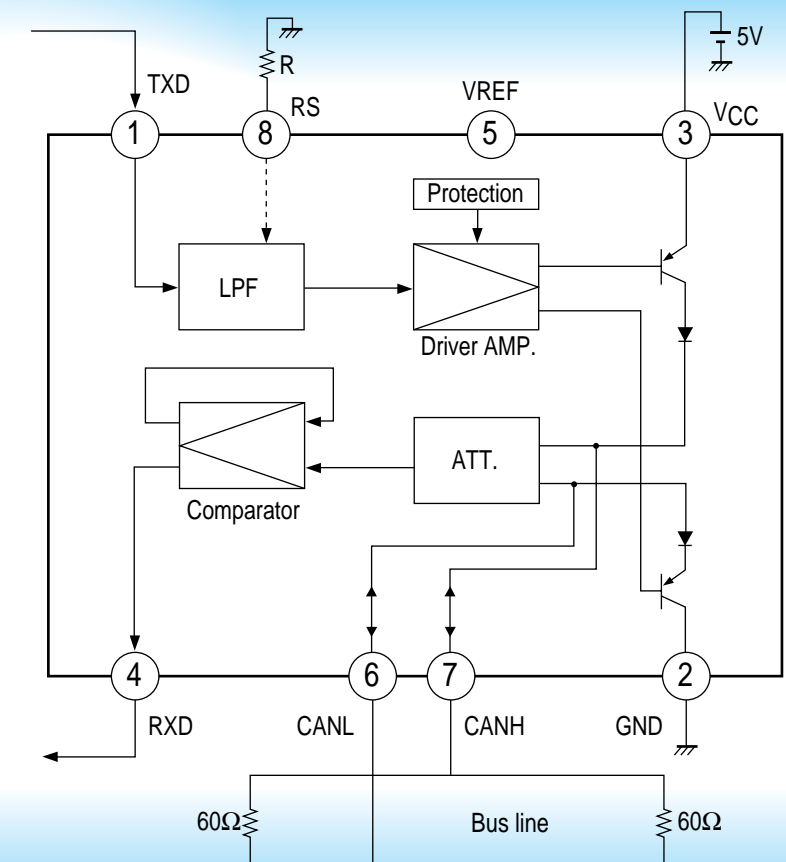 5V
R
TXD
RS
VREF
VCC
1
8
5
3
Protection
LPF
Driver AMP.
ATT.
Comparator
4
6
7
2
RXD
CANL
CANH
GND
60Ω
Bus line
60Ω